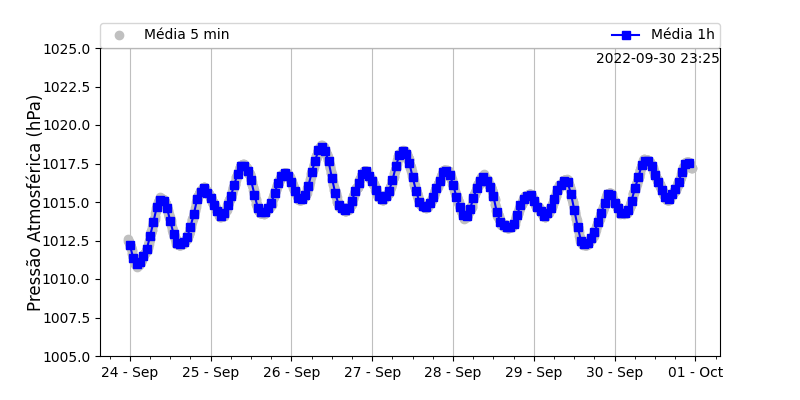 Média 5 min
Média 1h
2022-09-30 23:25
Pressão Atmosférica (hPa)
1025.0
1022.5
1020.0
1017.5
1015.0
1012.5
1010.0
1007.5
1005.0
24 - Sep
25 - Sep
26 - Sep
27 - Sep
28 - Sep
29 - Sep
30 - Sep
01 - Oct